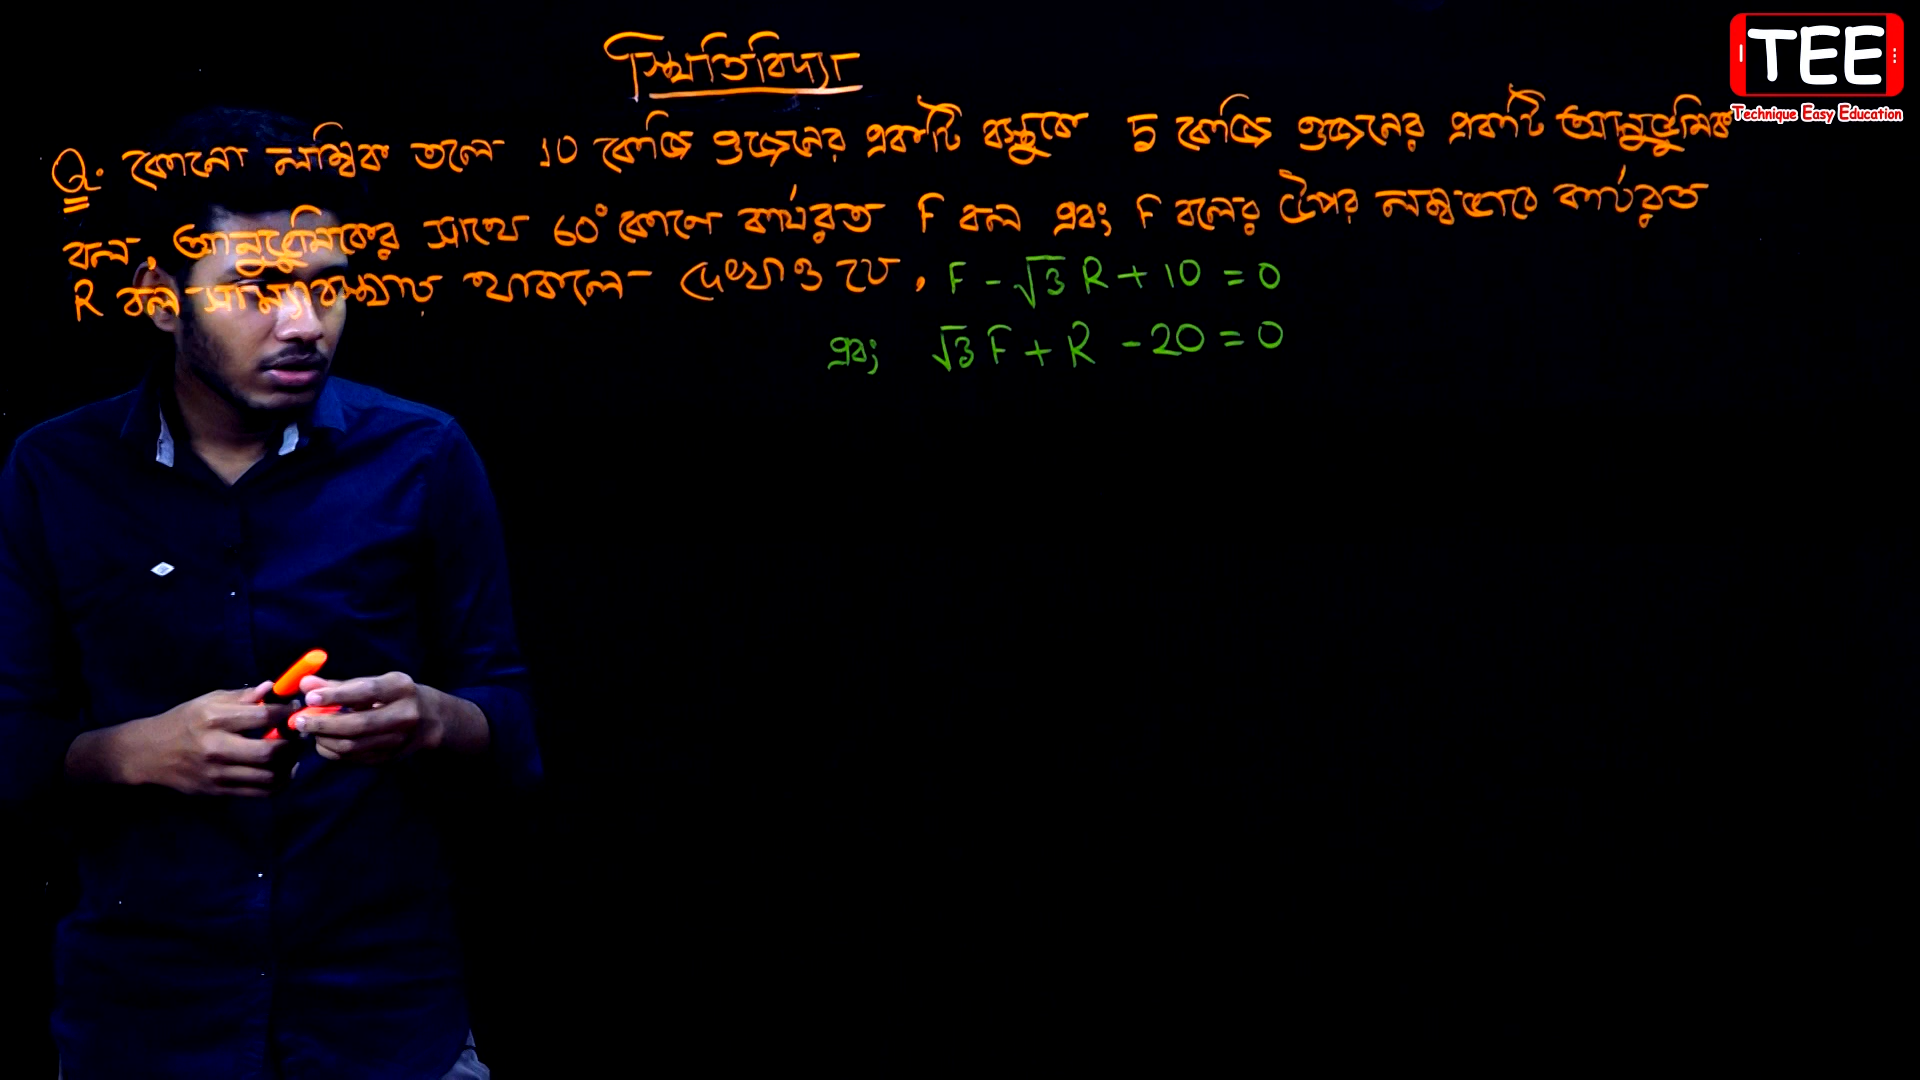 স্থিতিবিদ্যা
TEE
Technique Easy Education
Q. কোনো লম্বিক তলে 10 কেজি ওজনের একটি বস্তুকে 5 কেজি ওজনের একটি আনুভূমিক
বল, আনুভূমিকের সাথে 60° কোণে কার্যরত F বল এবং F বলের উপর লম্বভাবে কার্যরত
R বল সাম্যাবস্থায় থাকলে দেখাও যে, F - √3 R + 10 = 0
এবং √3 F + R - 20 = 0